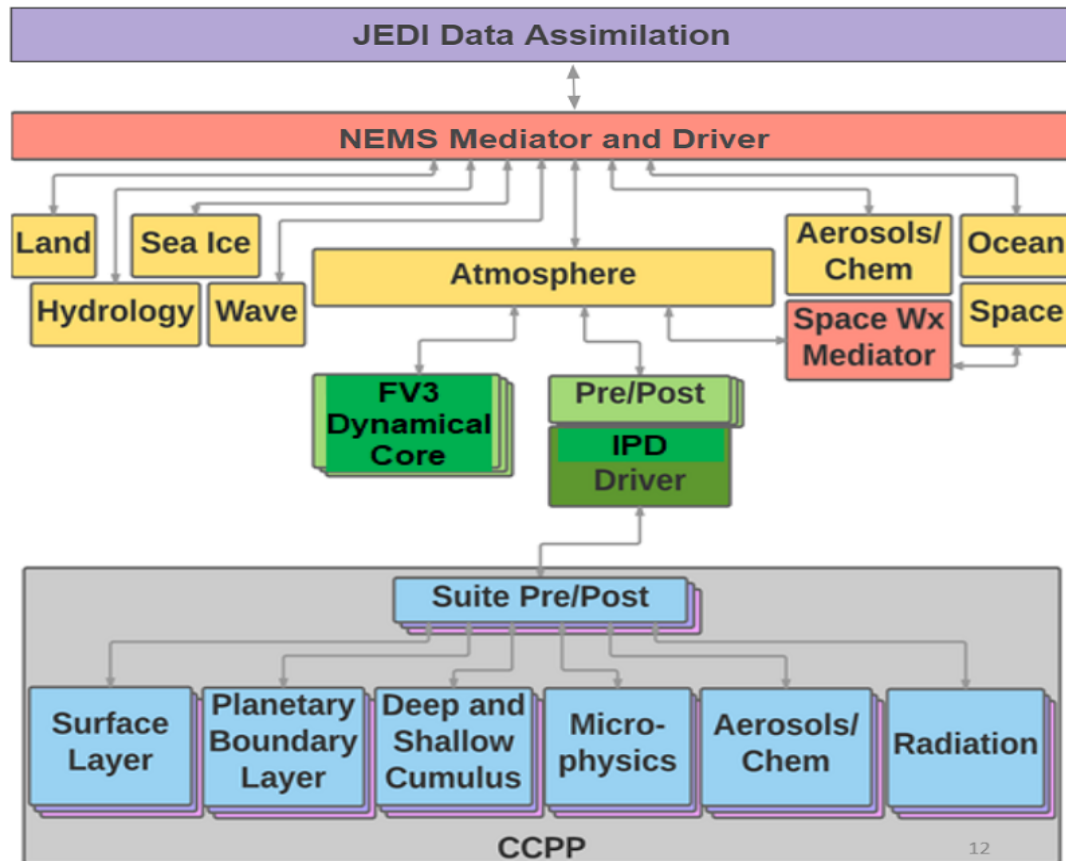 JEDI Data Assimilation
NEMS Mediator and Driver
Land
Sea Ice
Hydrology
Wave
Atmosphere
Aerosols/
Chem
Ocean
Space Wx
Mediator
Space
FV3
Dynamical
Core
Pre/Post
IPD
Driver
Suite Pre/Post
Surface
Layer
Planetary
Boundary
Layer
Deep and
Shallow
Cumulus
Micro-
physics
Aerosols/
Chem
Radiation
CCPP
12